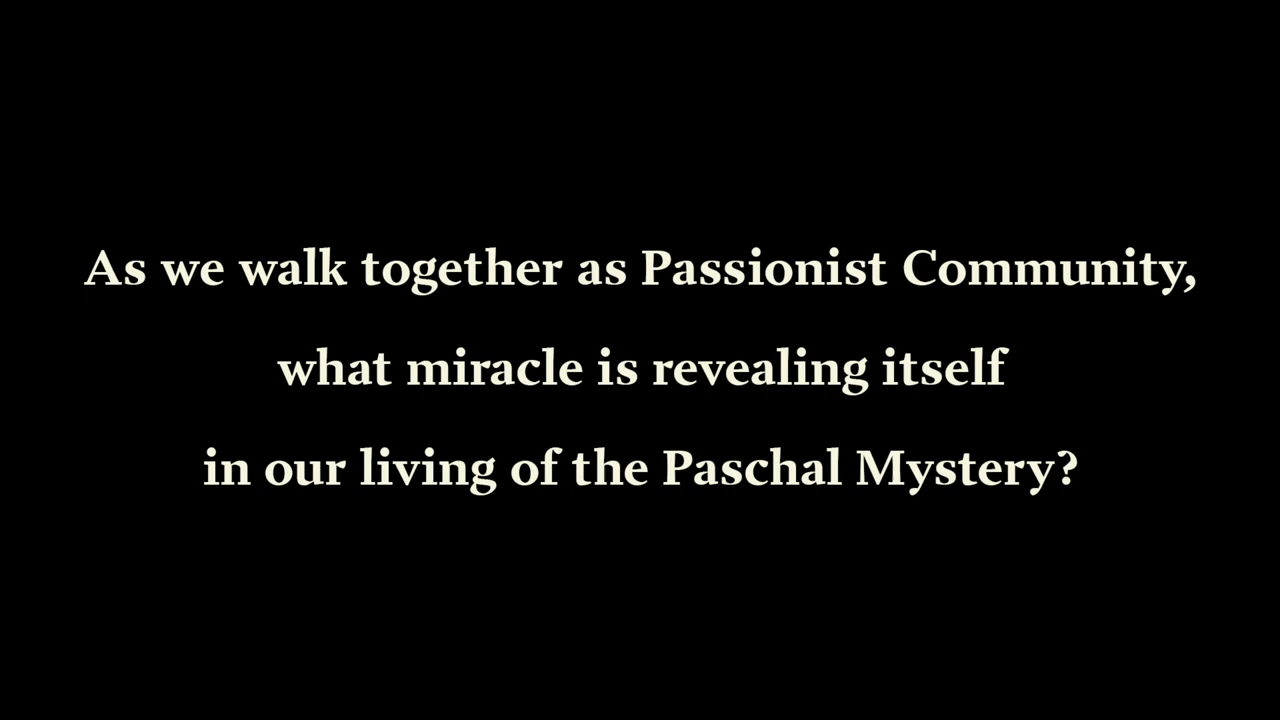 As we walk together as Passionist Community,
what miracle is revealing itself
in our living of the Paschal Mystery?